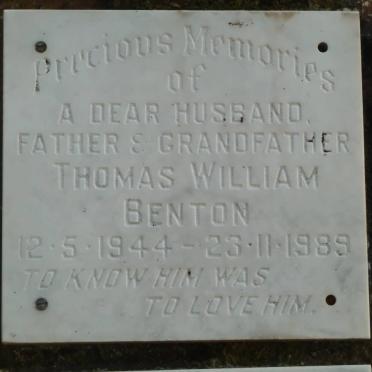 Precious Memories
of
A DEAR HUSBAND,
FATHER & GRANDFATHER
THOMAS WILLIAM
BENTON
12·5·1944 – 23·11·1989
TO KNOW HIM WAS
TO LOVE HIM.